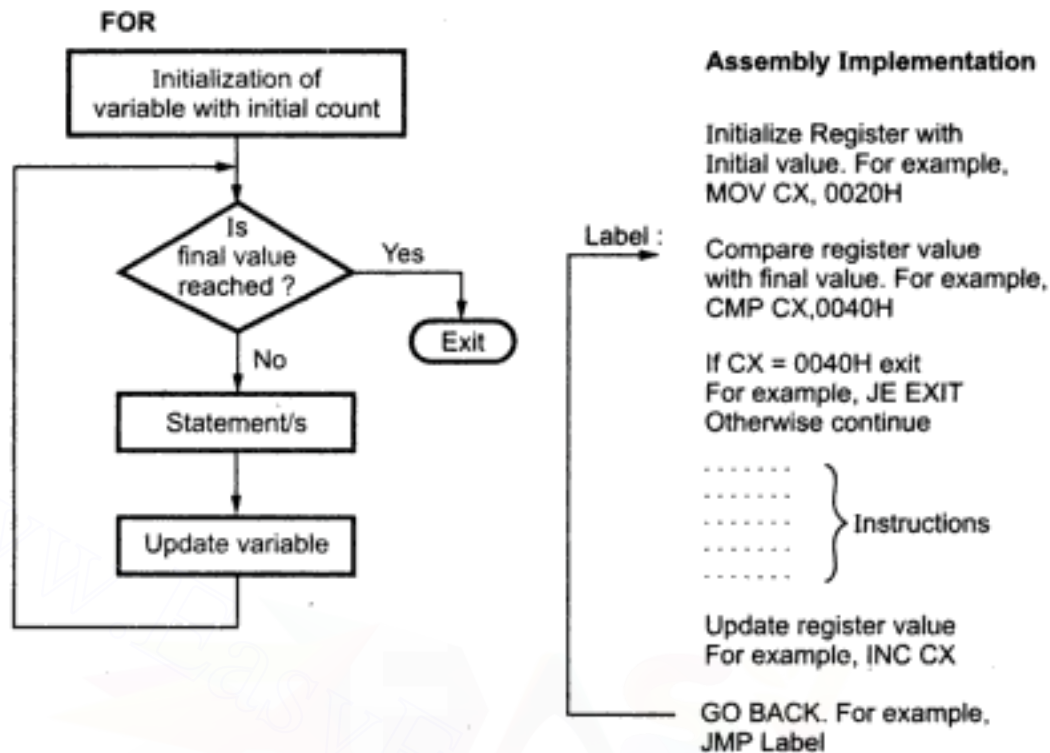 FOR
Initialization of
variable with initial count
Is
final value
reached ?
Yes
Exit
No
Statement/s
Update variable
Assembly Implementation
Initialize Register with
Initial value. For example,
MOV CX, 0020H
Label :
Compare register value
with final value. For example,
CMP CX,0040H
If CX = 0040H exit
For example, JE EXIT
Otherwise continue
Instructions
Update register value
For example, INC CX
GO BACK. For example,
JMP Label